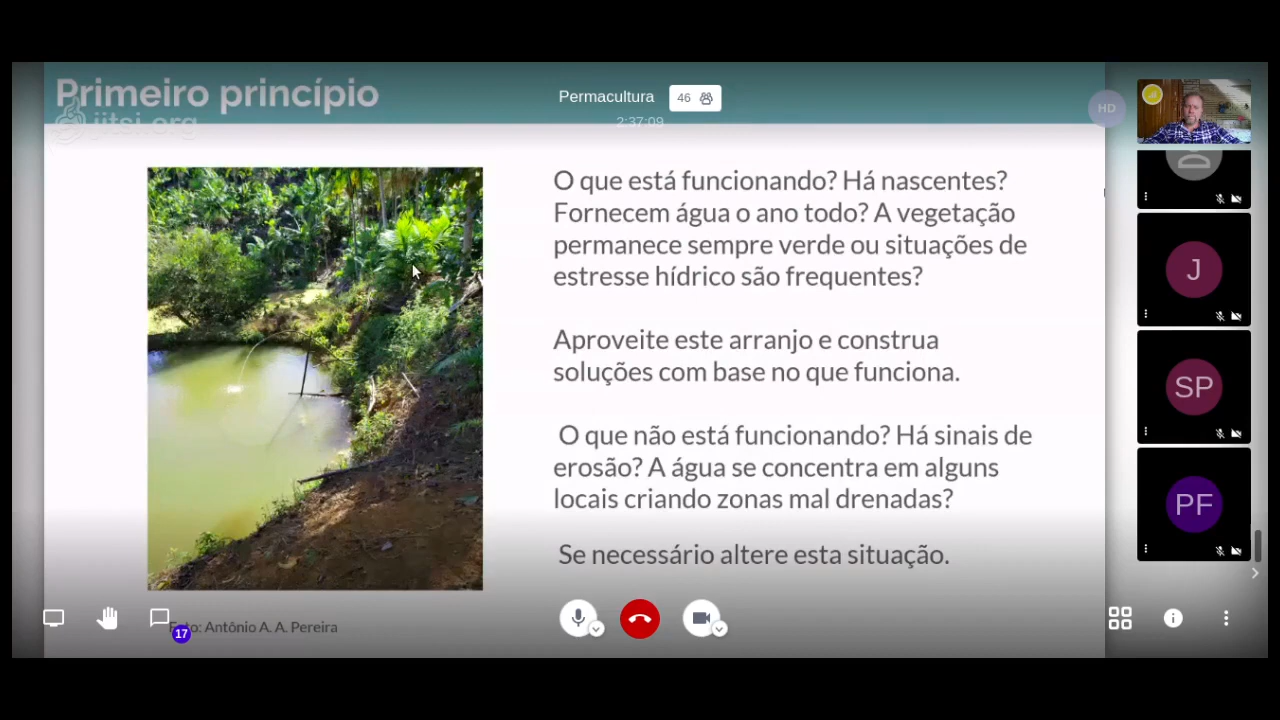 Primeiro princípio
jitsi.org
Permacultura
46
2:37:09
HD
O que está funcionando? Há nascentes?
Fornecem água o ano todo? A vegetação
permanece sempre verde ou situações de
estresse hídrico são frequentes?
Aproveite este arranjo e construa
soluções com base no que funciona.
O que não está funcionando? Há sinais de
erosão? A água se concentra em alguns
locais criando zonas mal drenadas?
Se necessário altere esta situação.
J
SP
PF
17
Foto: Antônio A. A. Pereira